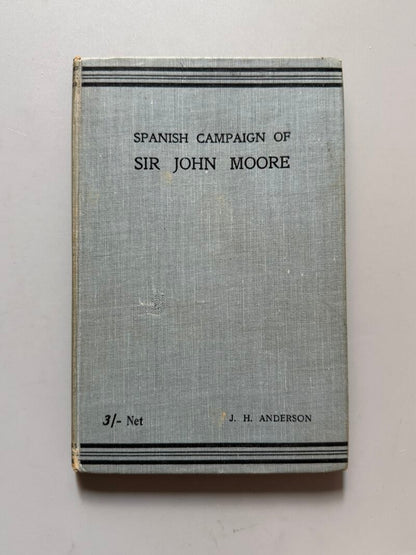 SPANISH CAMPAIGN OF
SIR JOHN MOORE
3/- Net
J. H. ANDERSON